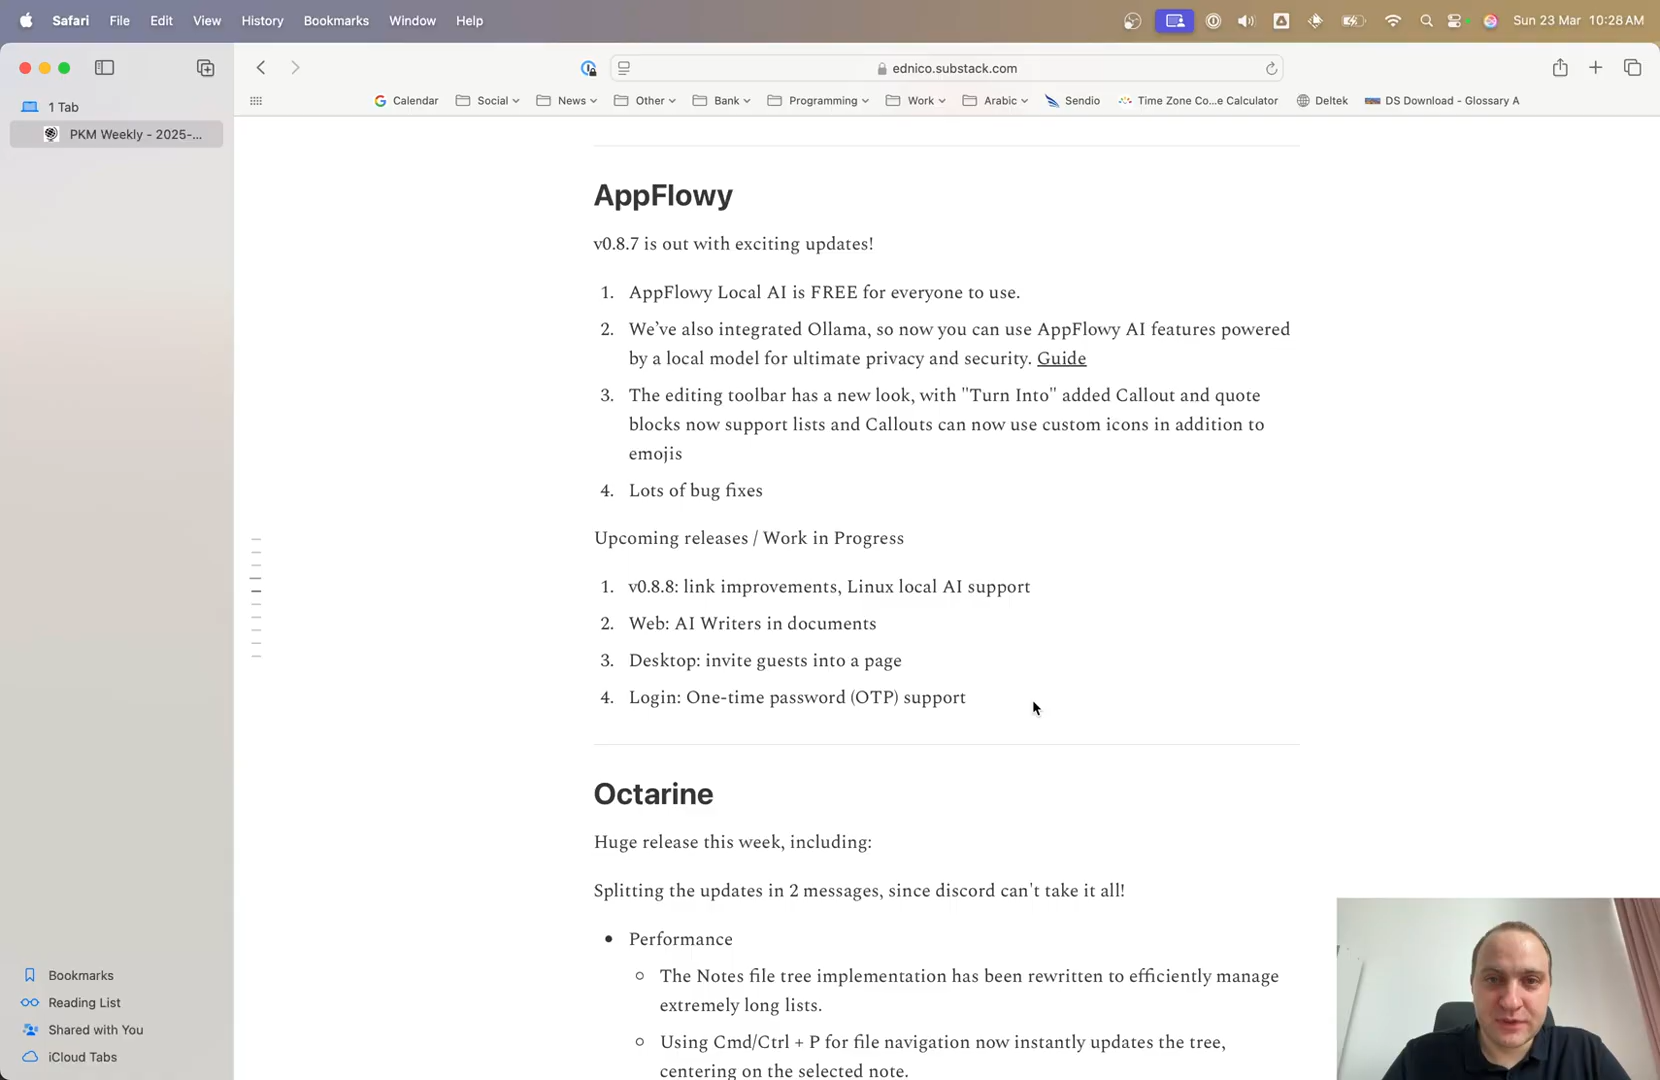 Safari File Edit View History Bookmarks Window Help Sun 23 Mar 10:28 AM
ednico.substack.com
1 Tab
Calendar Social News Other Bank Programming Work Arabic Sendio Time Zone Co...e Calculator Deltek DS Download - Glossary A
PKM Weekly - 2025-...
AppFlowy
v0.8.7 is out with exciting updates!
1. AppFlowy Local AI is FREE for everyone to use.
2. We’ve also integrated Ollama, so now you can use AppFlowy AI features powered
by a local model for ultimate privacy and security. Guide
3. The editing toolbar has a new look, with "Turn Into" added Callout and quote
blocks now support lists and Callouts can now use custom icons in addition to
emojis
4. Lots of bug fixes
Upcoming releases / Work in Progress
1. v0.8.8: link improvements, Linux local AI support
2. Web: AI Writers in documents
3. Desktop: invite guests into a page
4. Login: One-time password (OTP) support
Octarine
Huge release this week, including:
Splitting the updates in 2 messages, since discord can't take it all!
• Performance
The Notes file tree implementation has been rewritten to efficiently manage
extremely long lists.
Using Cmd/Ctrl + P for file navigation now instantly updates the tree,
centering on the selected note.
Bookmarks
Reading List
Shared with You
iCloud Tabs